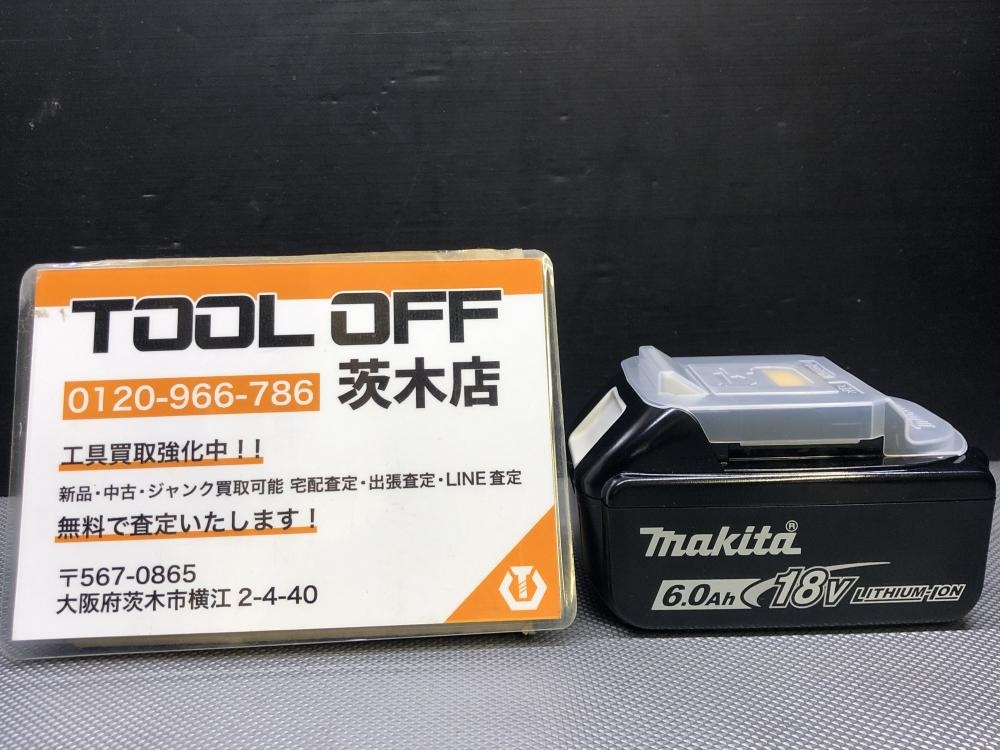 TOOL OFF
0120-966-786 茨木店
工具買取強化中！！
新品・中古・ジャンク買取可能 宅配査定・出張査定・LINE査定
無料で査定いたします！
〒567-0865
大阪府茨木市横江 2-4-40
makita®
6.0Ah 18V LITHIUM-ION